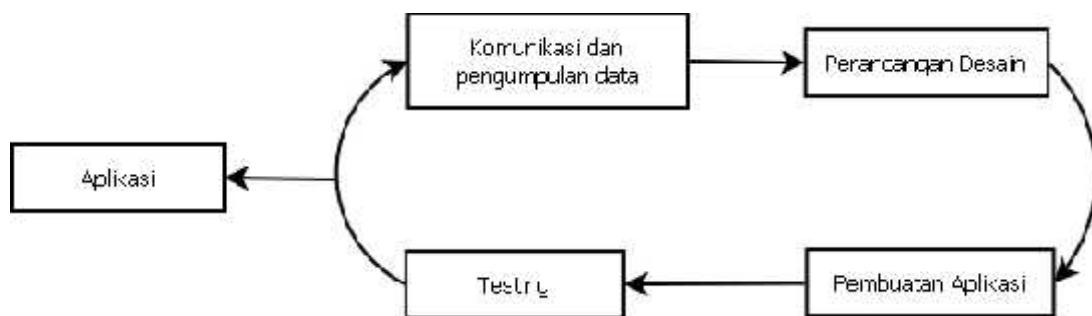 Komunikasi dan
pengumpulan data
Perancangan Desain
Aplikasi
Testing
Pembuatan Aplikasi